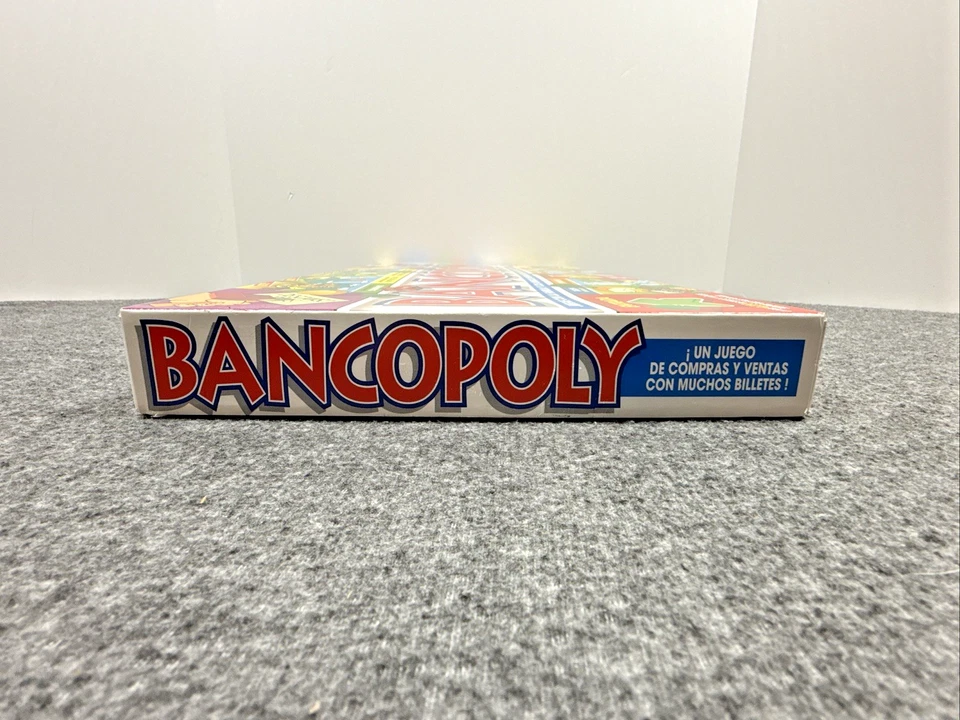 BANCOPOLY
¡ UN JUEGO
DE COMPRAS Y VENTAS
CON MUCHOS BILLETES !